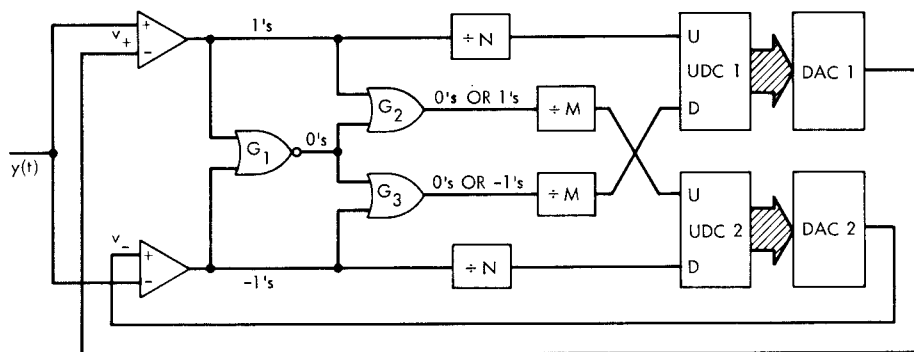 1's
+
v+
-
÷ N
U
UDC 1
D
DAC 1
0's OR 1's
G2
÷ M
0's
G1
y(t)
0's OR -1's
G3
÷ M
U
UDC 2
D
DAC 2
v-
+
-
-1's
÷ N